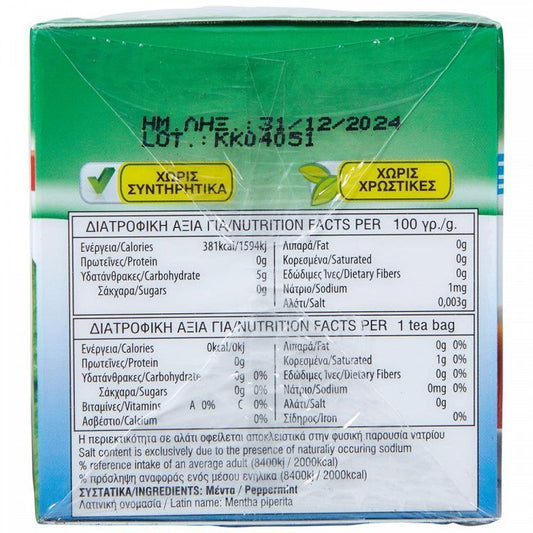 ΗΜ.ΛΗΞ.:31/12/2024
LOT.:KK04051
ΧΩΡΙΣ
ΣΥΝΤΗΡΗΤΙΚΑ
ΧΩΡΙΣ
ΧΡΩΣΤΙΚΕΣ
ΔΙΑΤΡΟΦΙΚΗ ΑΞΙΑ ΓΙΑ/NUTRITION FACTS PER 100 γρ./g.
Ενέργεια/Calories 381kcal/1594kj Λιπαρά/Fat 0g
Πρωτεΐνες/Protein 0g Κορεσμένα/Saturated 0g
Υδατάνθρακες/Carbohydrate 5g Εδώδιμες Ίνες/Dietary Fibers 0g
Σάκχαρα/Sugars 0g Νάτριο/Sodium 1mg
Αλάτι/Salt 0,003g
ΔΙΑΤΡΟΦΙΚΗ ΑΞΙΑ ΓΙΑ/NUTRITION FACTS PER 1 tea bag
Ενέργεια/Calories 0kcal/0kj Λιπαρά/Fat 0g 0%
Πρωτεΐνες/Protein 0g Κορεσμένα/Saturated 1g 0%
Υδατάνθρακες/Carbohydrate 0g 0% Εδώδιμες Ίνες/Dietary Fibers 0g 0%
Σάκχαρα/Sugars 0g 0% Νάτριο/Sodium 0mg 0%
Βιταμίνες/Vitamins A 0% C 0% Αλάτι/Salt 0g
Ασβέστιο/Calcium 0% Σίδηρος/Iron 0%
Η περιεκτικότητα σε αλάτι οφείλεται αποκλειστικά στην φυσική παρουσία νατρίου
Salt content is exclusively due to the presence of naturaliy occuring sodium
% reference intake of an average adult (8400kj / 2000kcal)
% πρόσληψη αναφοράς ενός μέσου ενηλίκα (8400kj / 2000kcal)
ΣΥΣΤΑΤΙΚΑ/INGREDIENTS: Μέντα / Peppermint
Λατινική ονομασία / Latin name: Mentha piperita